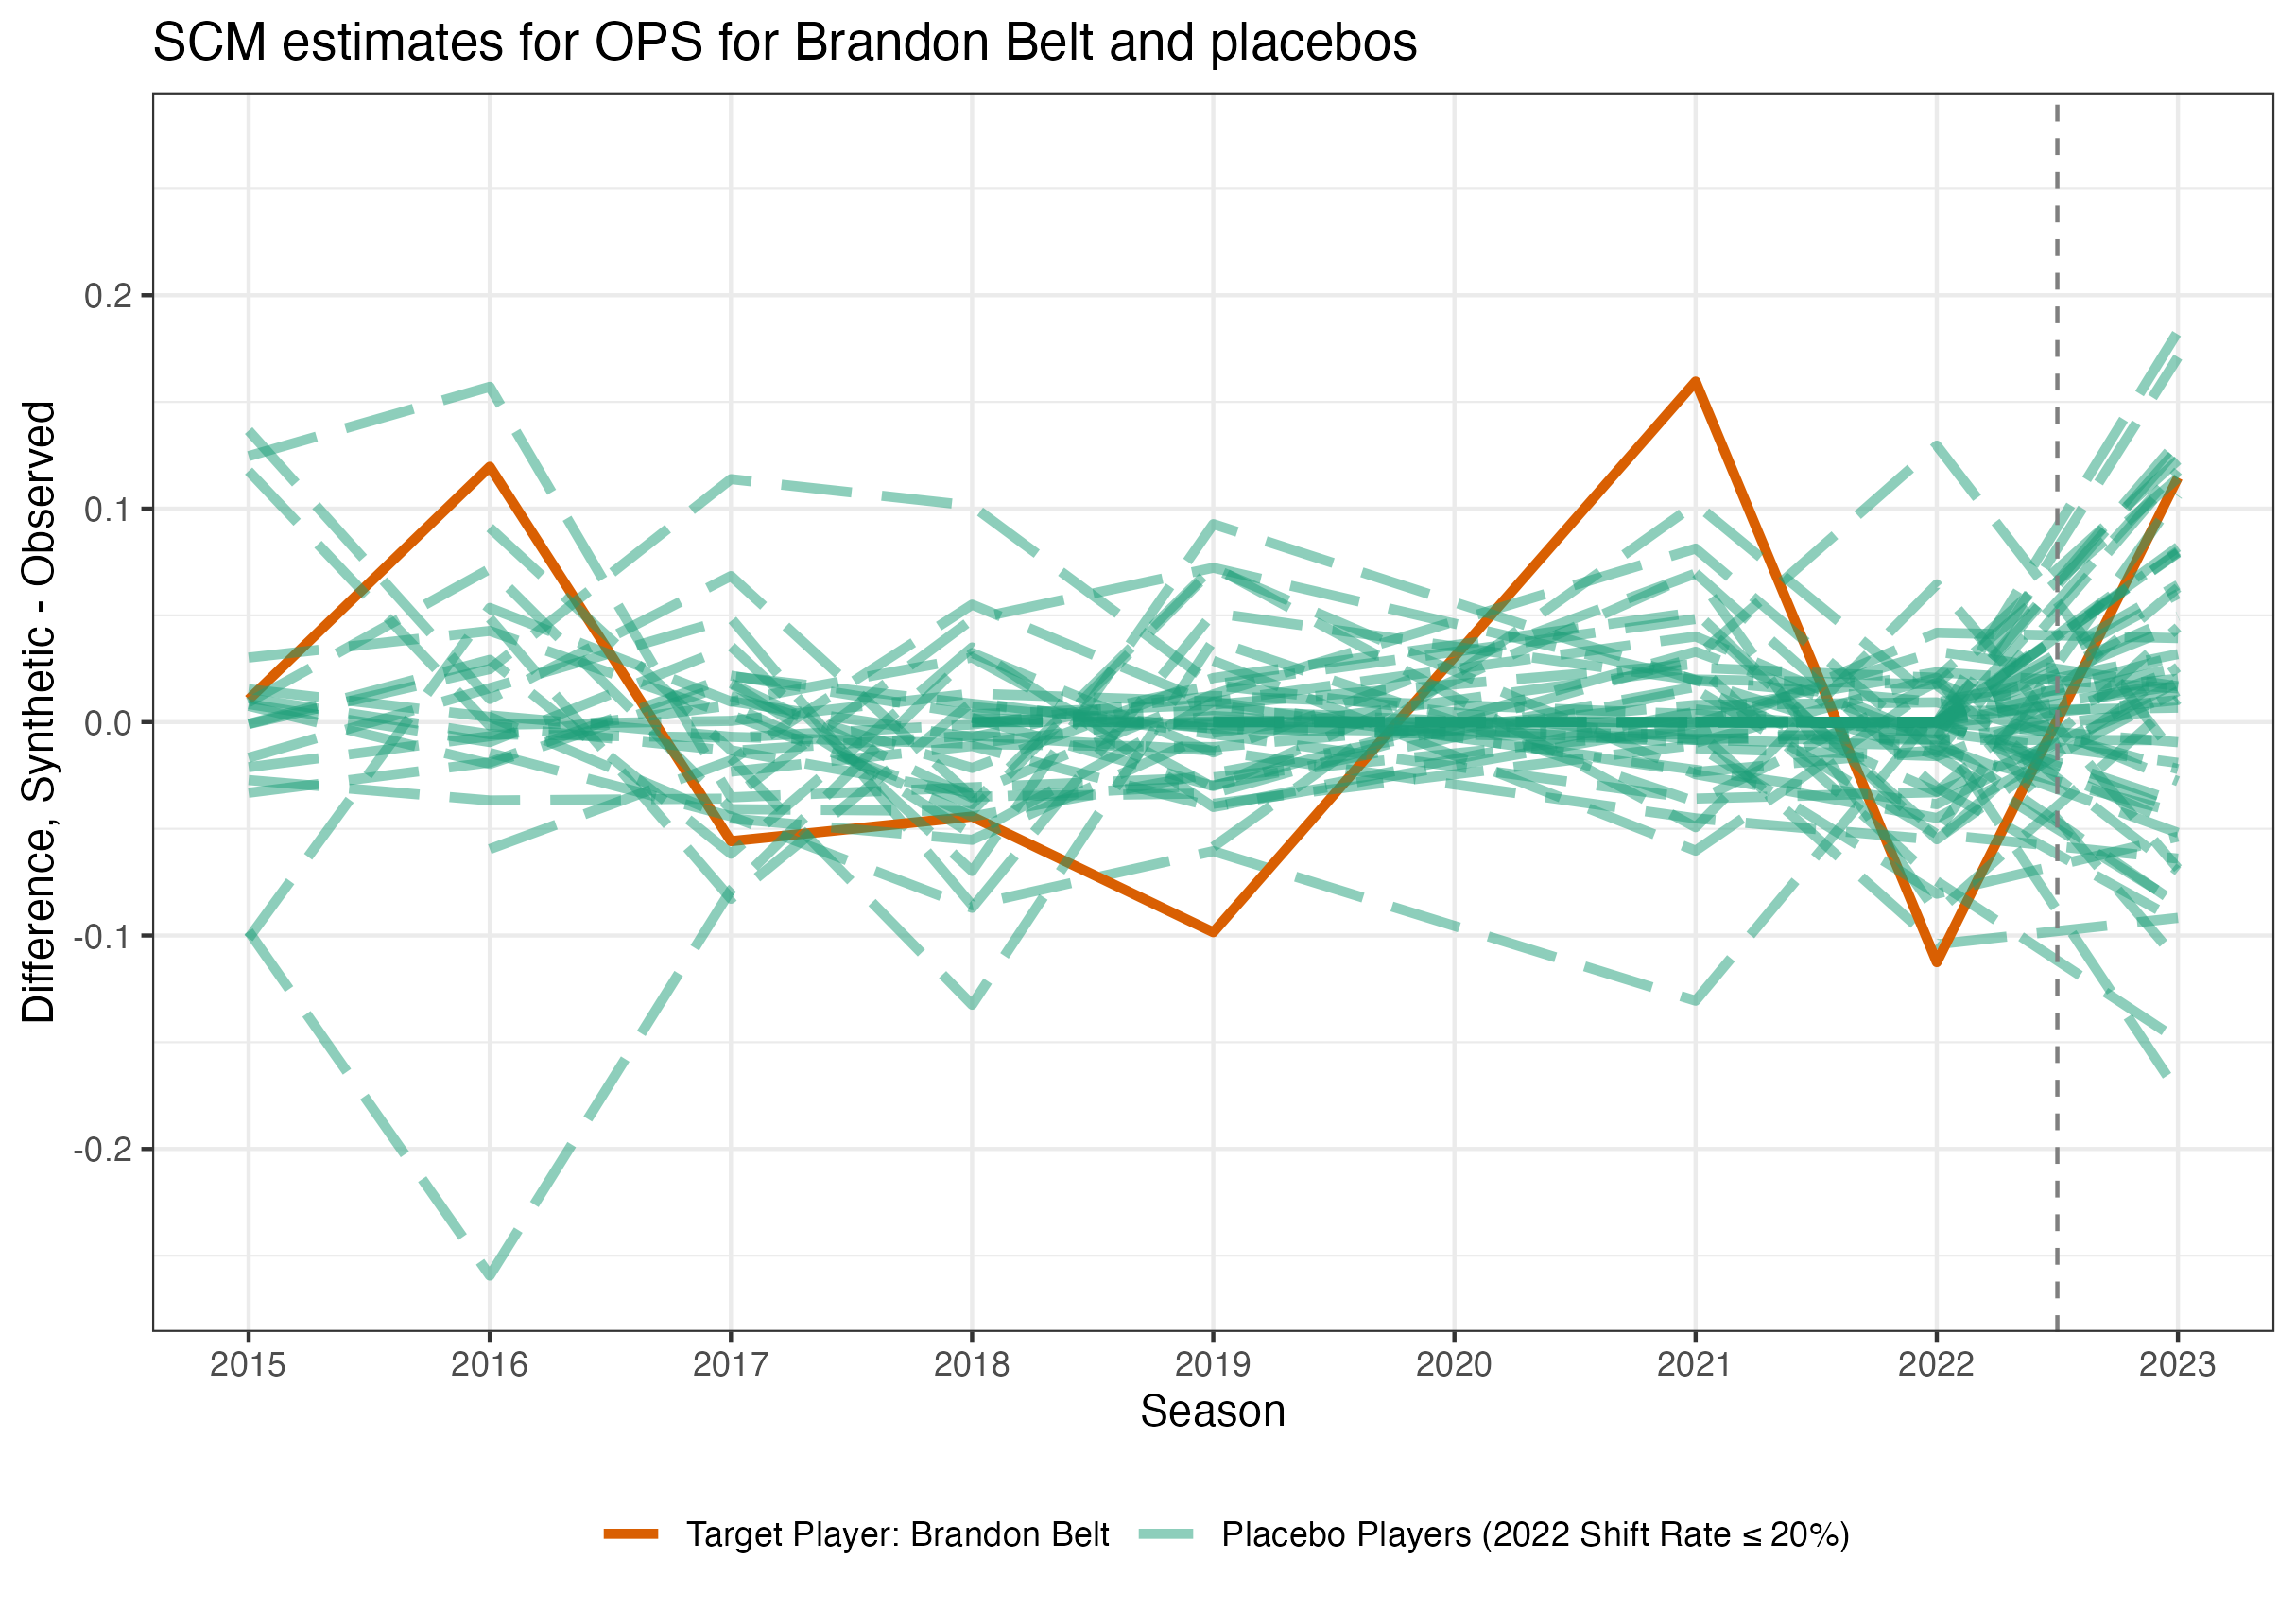 SCM estimates for OPS for Brandon Belt and placebos
Difference, Synthetic - Observed
0.2
0.1
0.0
-0.1
-0.2
2015 2016 2017 2018 2019 2020 2021 2022 2023
Season
Target Player: Brandon Belt Placebo Players (2022 Shift Rate ≤ 20%)